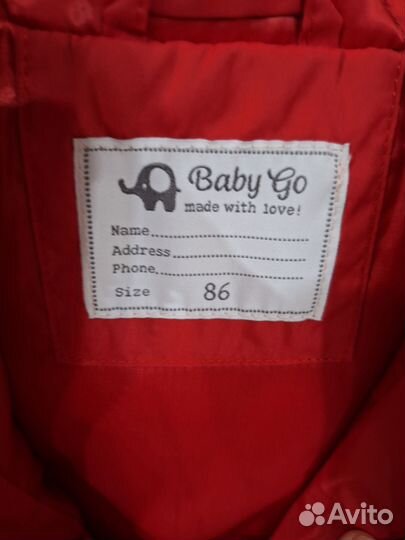 Baby Go
made with love!
Name
Address
Phone
Size 86
Avito